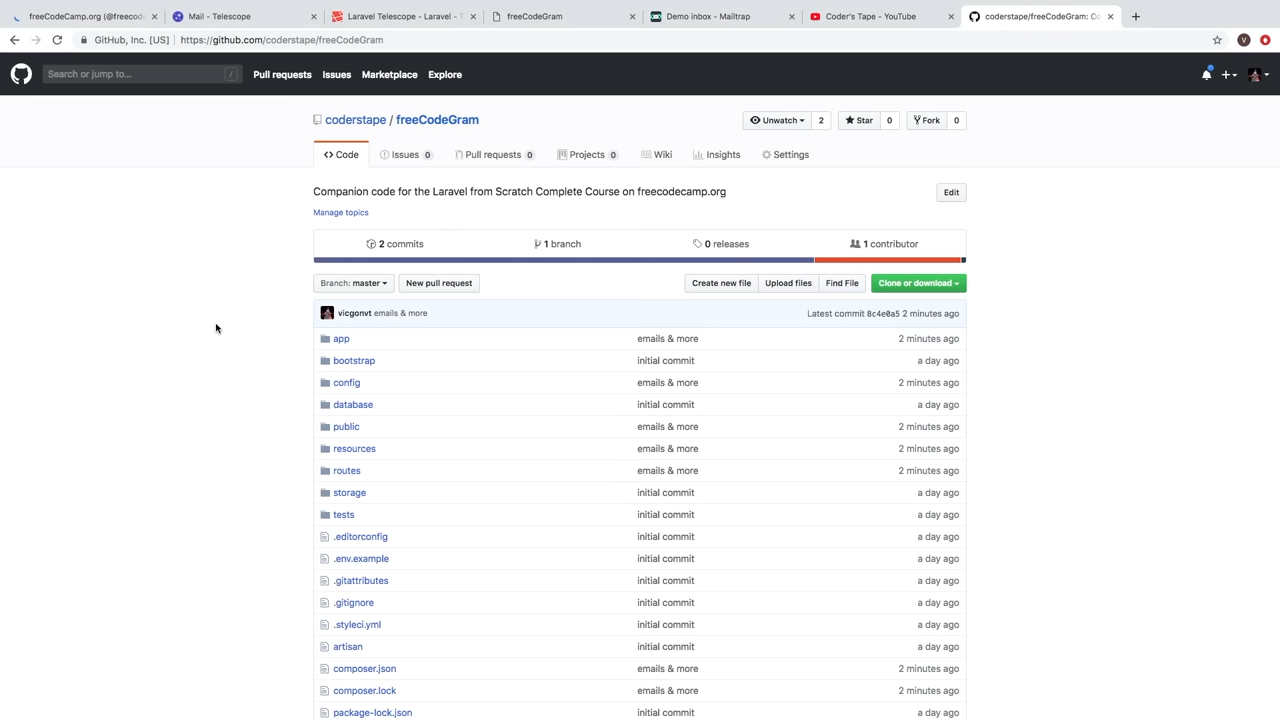 freeCodeCamp.org (@freecod
Mail - Telescope
Laravel Telescope - Laravel - T
freeCodeGram
Demo inbox - Mailtrap
Coder's Tape - YouTube
coderstape/freeCodeGram: Co
GitHub, Inc. [US] https://github.com/coderstape/freeCodeGram
V
Search or jump to... /
Pull requests Issues Marketplace Explore
coderstape / freeCodeGram
Unwatch 2 Star 0 Fork 0
Code Issues 0 Pull requests 0 Projects 0 Wiki Insights Settings
Companion code for the Laravel from Scratch Complete Course on freecodecamp.org
Edit
Manage topics
2 commits 1 branch 0 releases 1 contributor
Branch: master New pull request Create new file Upload files Find File Clone or download
vicgonvt emails & more Latest commit 8c4e0a5 2 minutes ago
app emails & more 2 minutes ago
bootstrap initial commit a day ago
config emails & more 2 minutes ago
database initial commit a day ago
public emails & more 2 minutes ago
resources emails & more 2 minutes ago
routes emails & more 2 minutes ago
storage initial commit a day ago
tests initial commit a day ago
.editorconfig initial commit a day ago
.env.example initial commit a day ago
.gitattributes initial commit a day ago
.gitignore initial commit a day ago
.styleci.yml initial commit a day ago
artisan initial commit a day ago
composer.json emails & more 2 minutes ago
composer.lock emails & more 2 minutes ago
package-lock.json initial commit a day ago